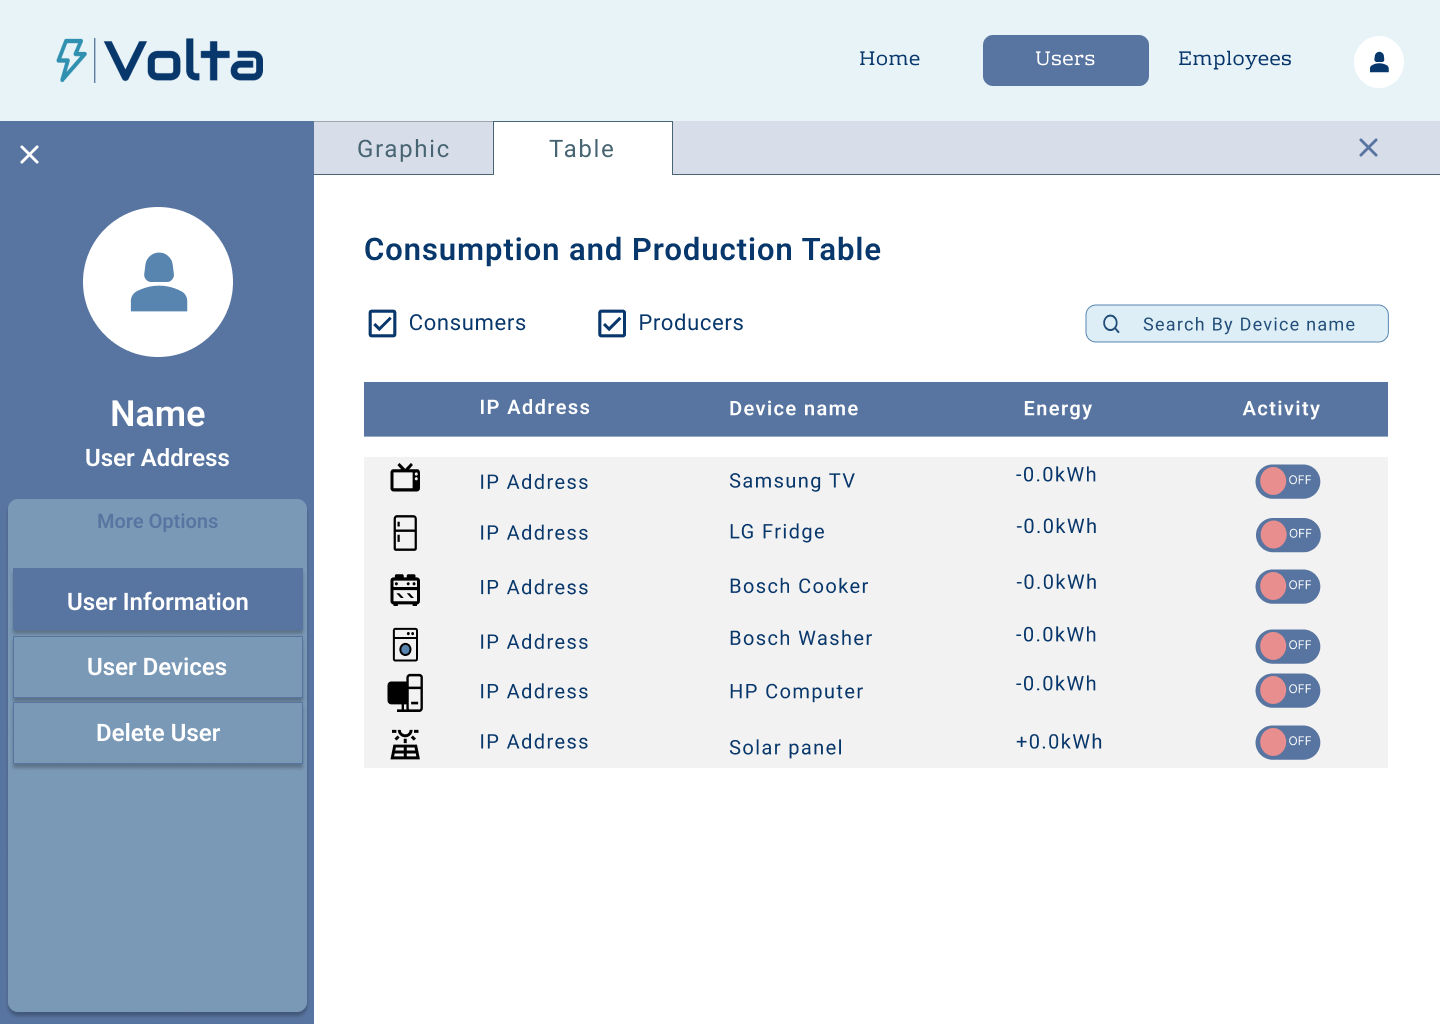 Volta
Home Users Employees
Graphic Table
Consumption and Production Table
Consumers Producers Search By Device name
Name
User Address
More Options
User Information
User Devices
Delete User
IP Address Device name Energy Activity
IP Address Samsung TV -0.0kWh OFF
IP Address LG Fridge -0.0kWh OFF
IP Address Bosch Cooker -0.0kWh OFF
IP Address Bosch Washer -0.0kWh OFF
IP Address HP Computer -0.0kWh OFF
IP Address Solar panel +0.0kWh OFF